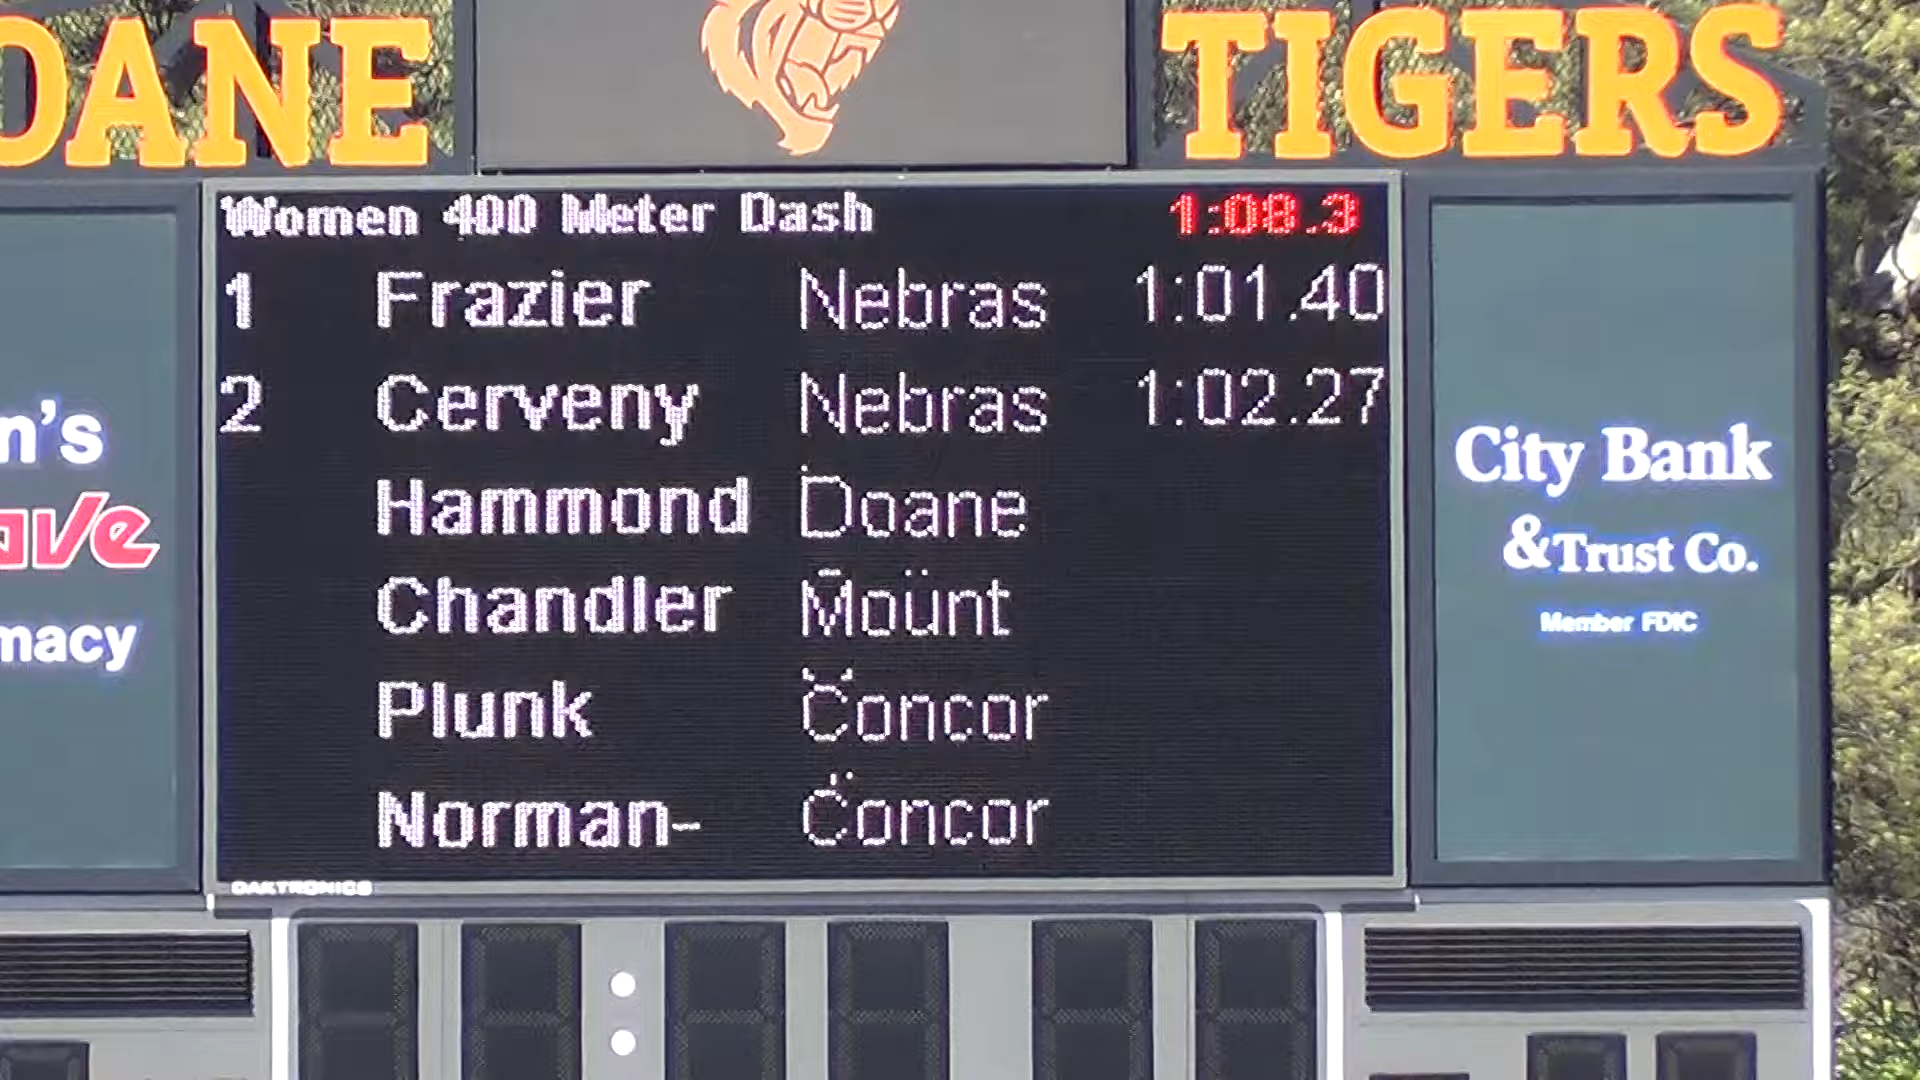 OANE
TIGERS
Women 400 Meter Dash 1:08.3
1 Frazier Nebras 1:01.40
2 Cerveny Nebras 1:02.27
Hammond Doane
Chandler Mount
Plunk Concor
Norman- Concor
DAKTRONICS
n's
ave
macy
City Bank
& Trust Co.
Member FDIC